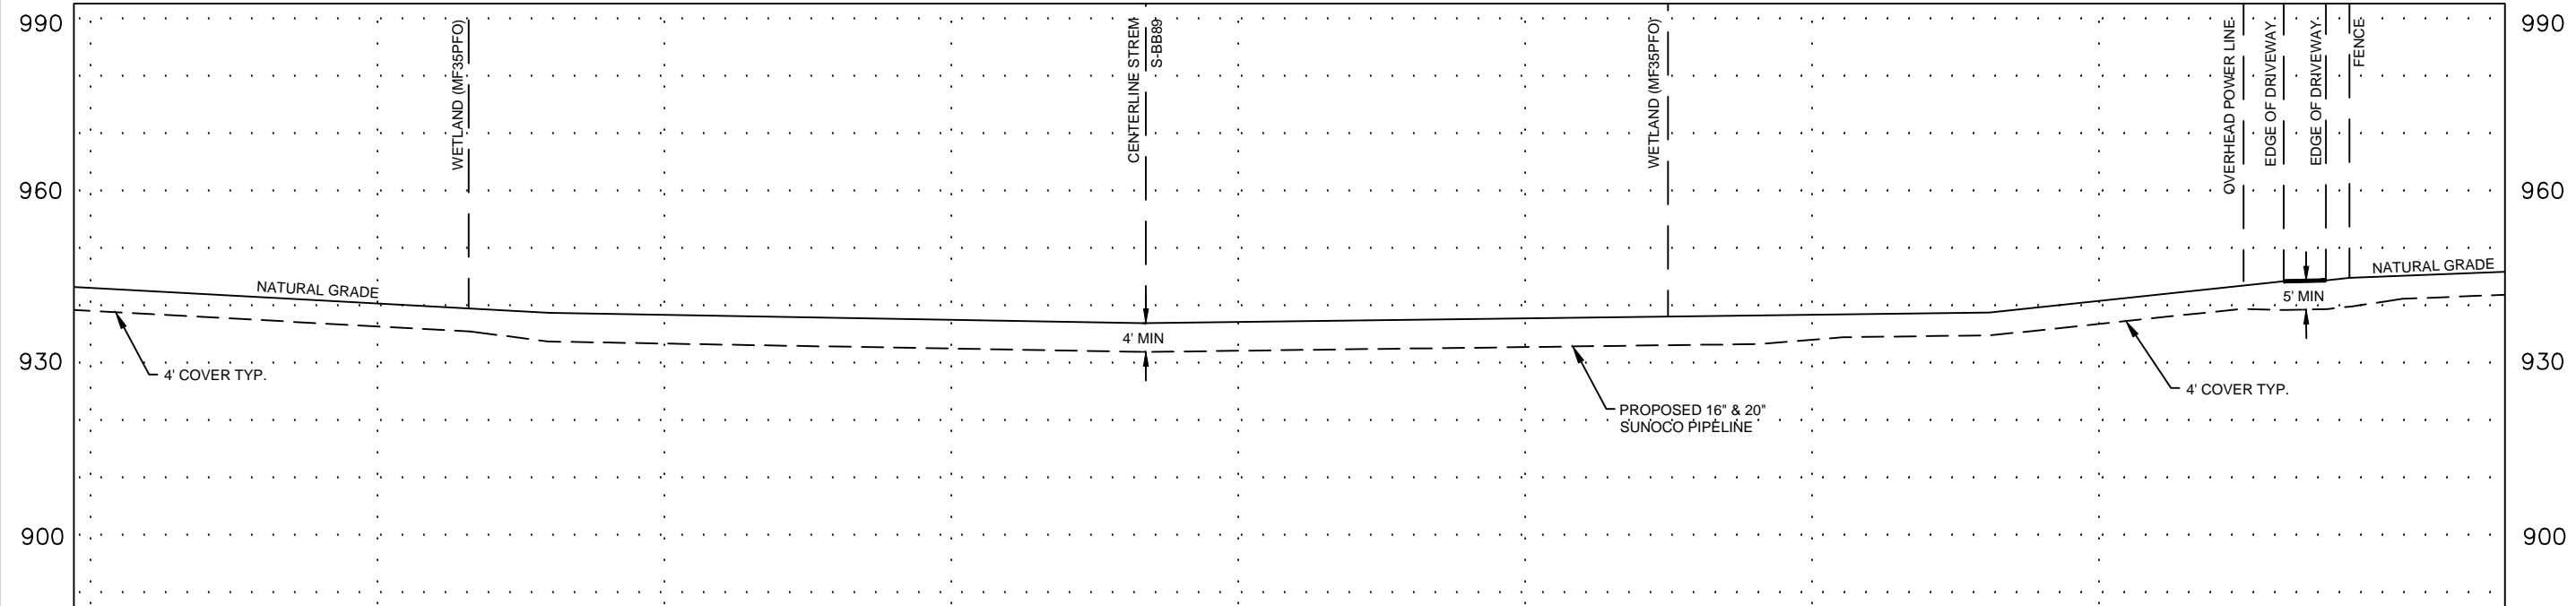 990
990
WETLAND (MF35PFO)
CENTERLINE STREM
S-BB89
WETLAND (MF35PFO)
OVERHEAD POWER LINE
EDGE OF DRIVEWAY
EDGE OF DRIVEWAY
FENCE
960
960
NATURAL GRADE
NATURAL GRADE
5' MIN
4' MIN
930
930
4' COVER TYP.
4' COVER TYP.
PROPOSED 16" & 20"
SUNOCO PIPELINE
900
900